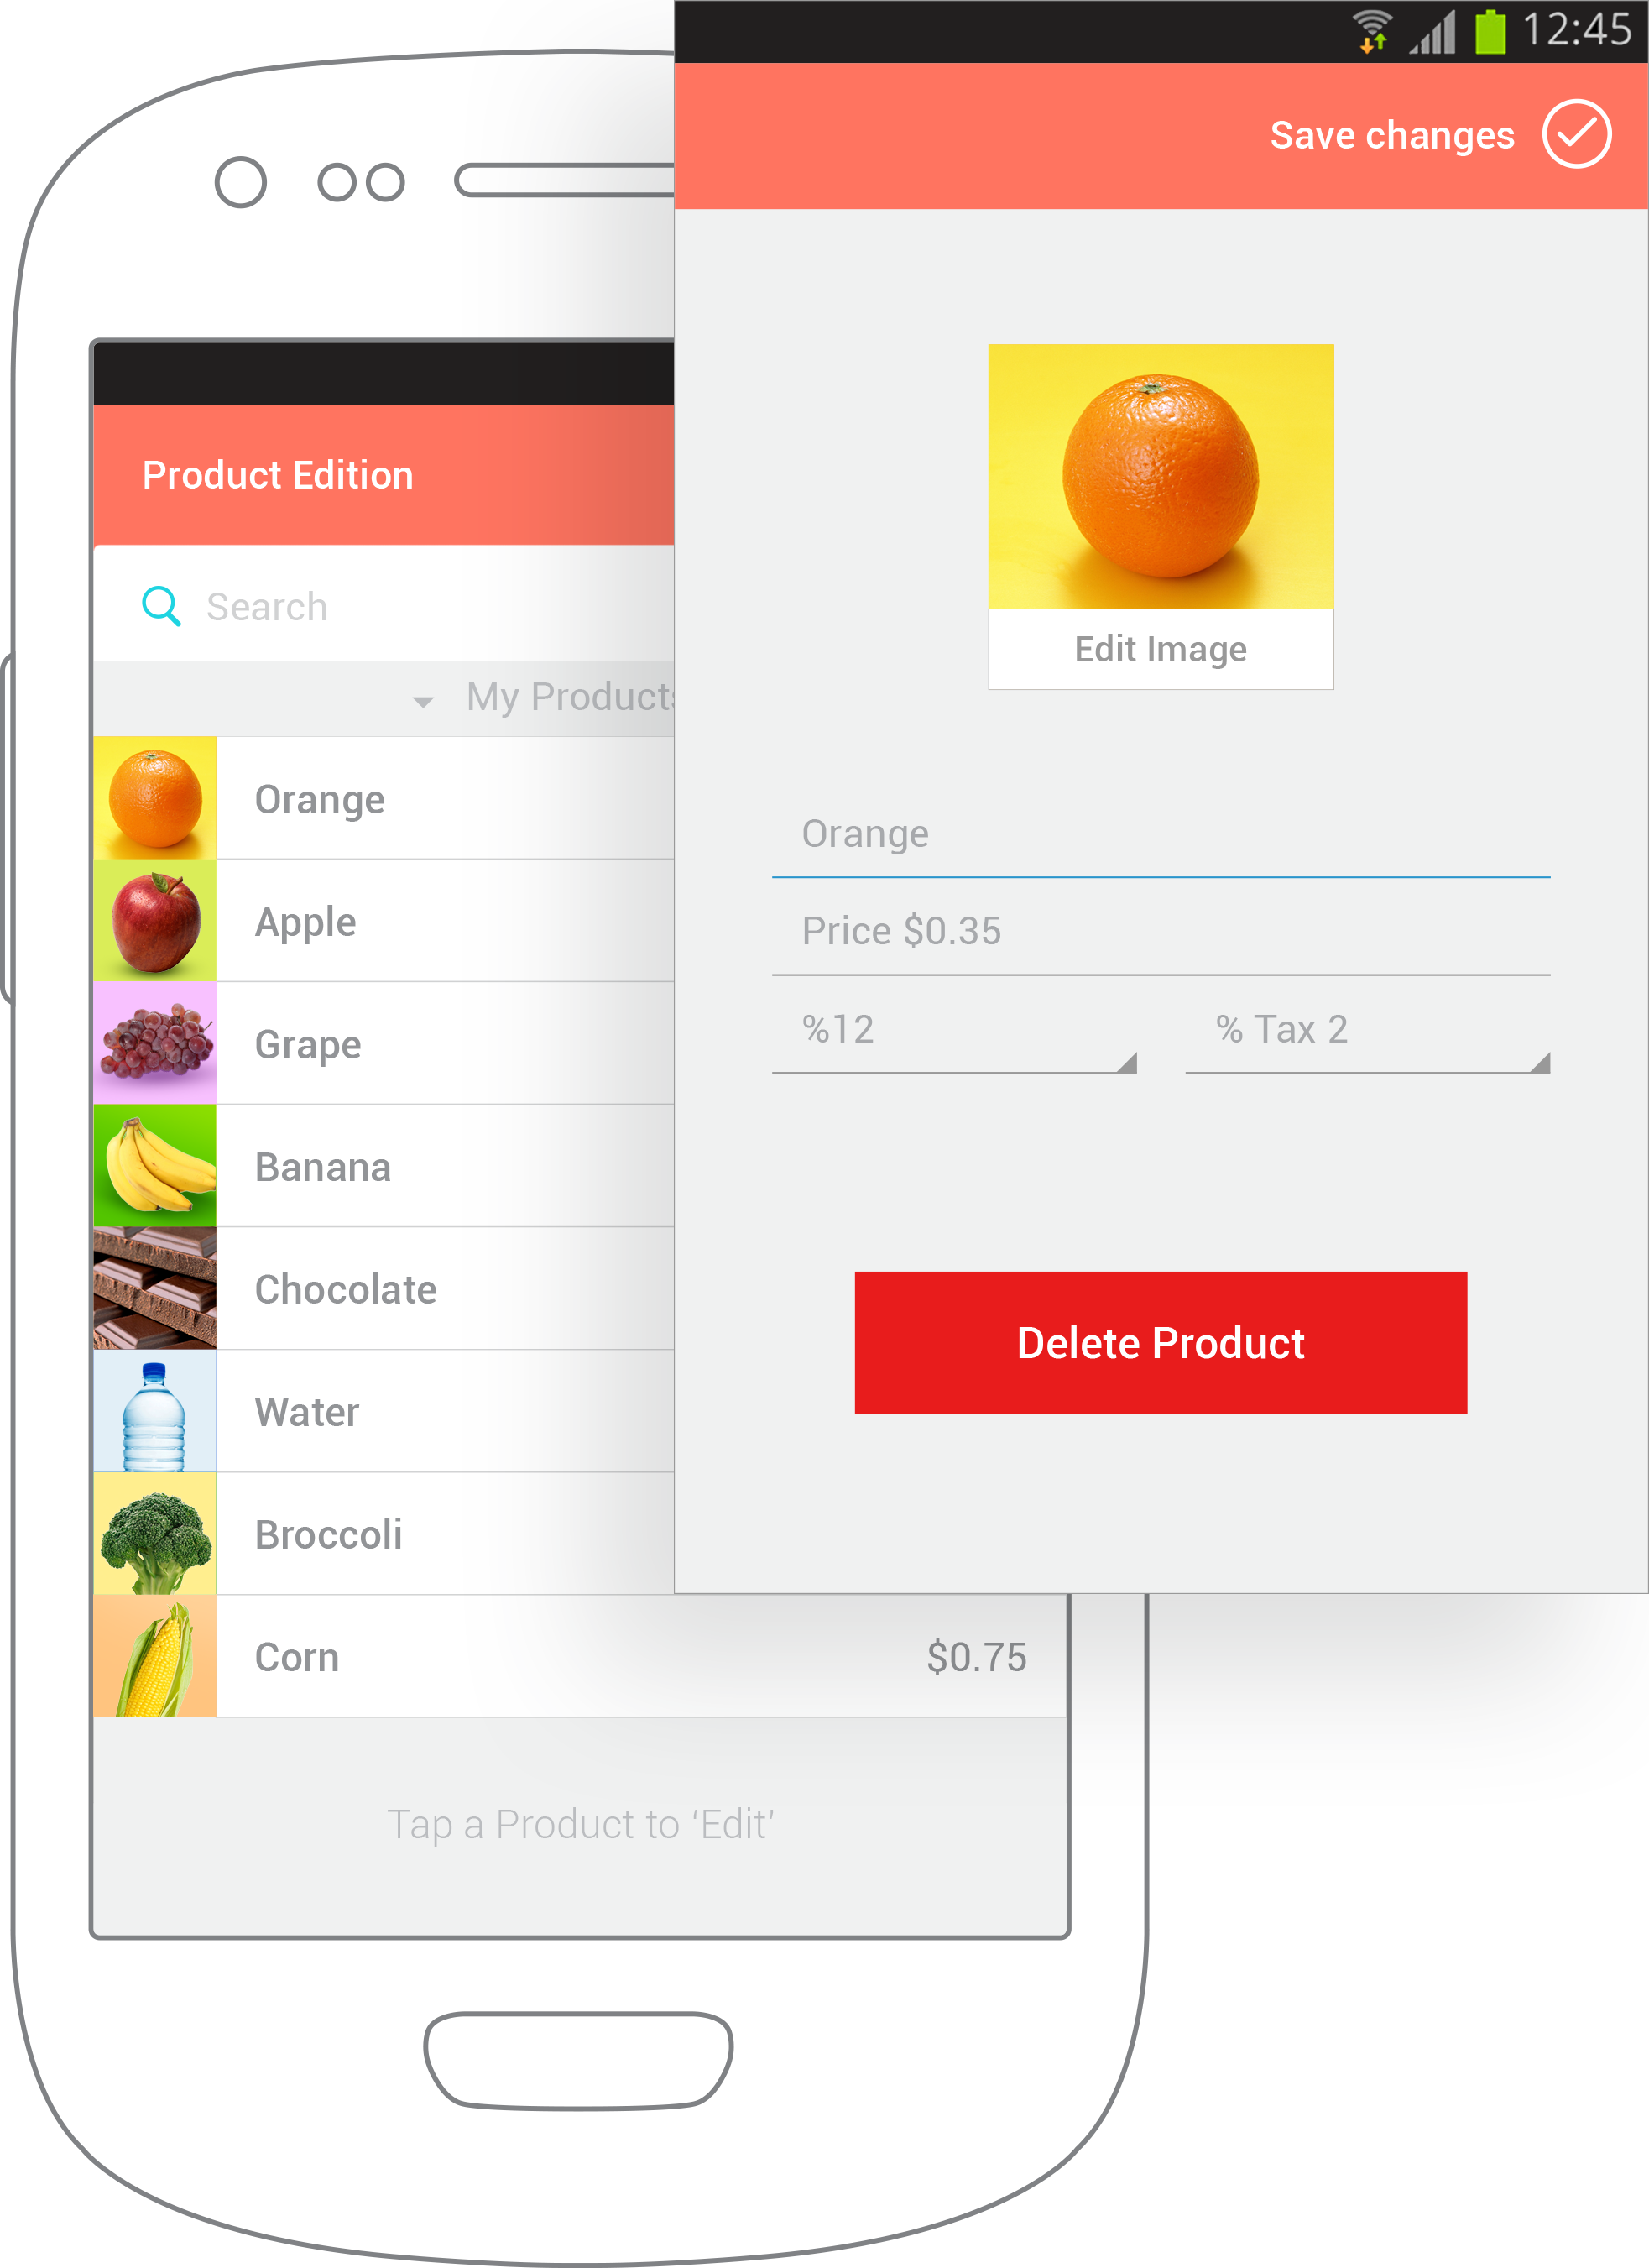 12:45
Save changes
Edit Image
Orange
Price $0.35
%12
% Tax 2
Delete Product
Product Edition
Search
My Products
Orange
Apple
Grape
Banana
Chocolate
Water
Broccoli
Corn
$0.75
Tap a Product to ‘Edit’